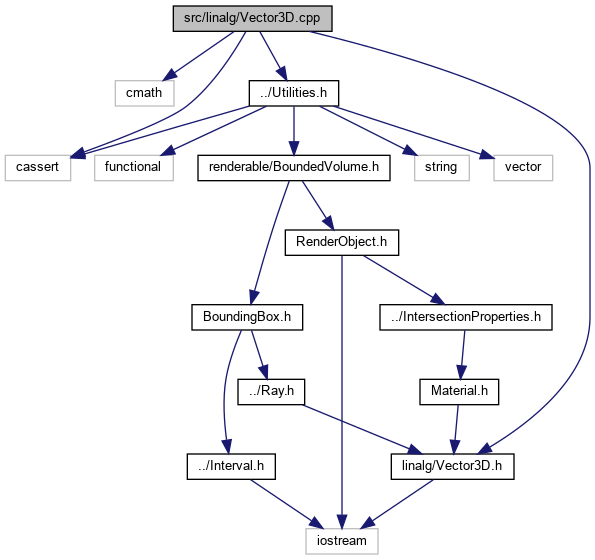 src/linalg/Vector3D.cpp
cmath
../Utilities.h
cassert
functional
renderable/BoundedVolume.h
string
vector
RenderObject.h
BoundingBox.h
../IntersectionProperties.h
../Ray.h
Material.h
../Interval.h
linalg/Vector3D.h
iostream